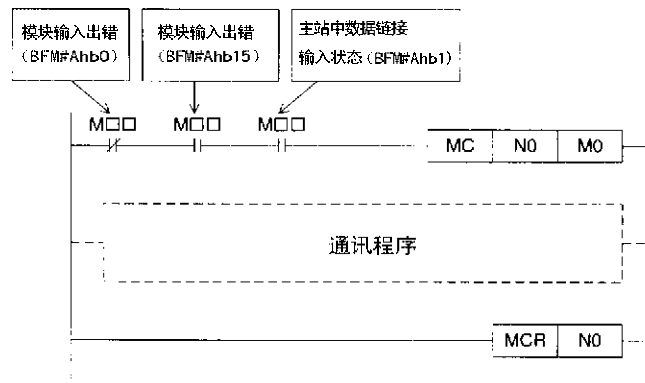 模块输入出错
（BFM#Ahb0）
模块输入出错
（BFM#Ahb15）
主站中数据链接
输入状态（BFM#Ahb1）
M□□ M□□ M□□
MC N0 M0
通讯程序
MCR N0